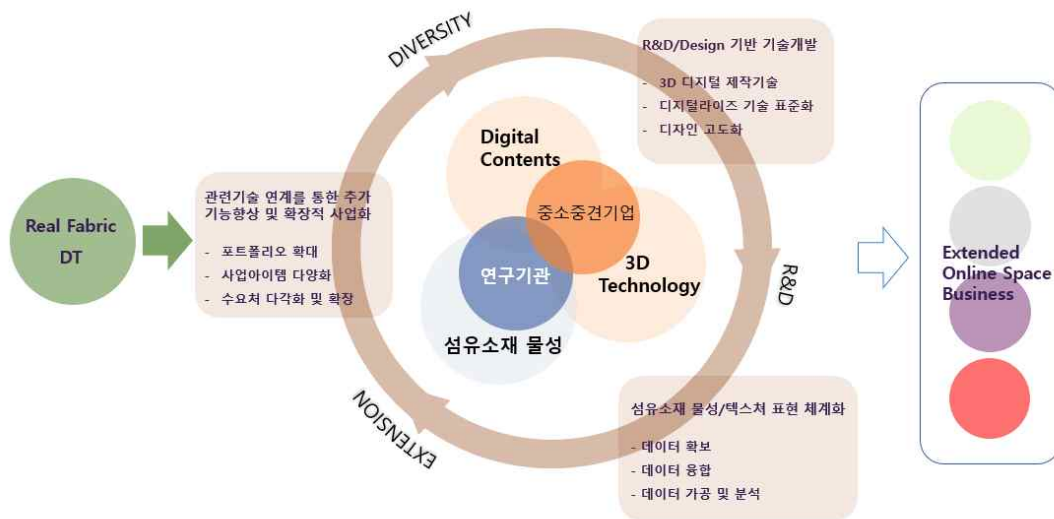 Real Fabric
DT
관련기술 연계를 통한 추가
기능향상 및 확장적 사업화
- 포트폴리오 확대
- 사업아이템 다양화
- 수요처 다각화 및 확장
DIVERSITY
R&D
EXTENSION
Digital
Contents
중소중견기업
연구기관
3D
Technology
섬유소재 물성
R&D/Design 기반 기술개발
- 3D 디지털 제작기술
- 디지털라이즈 기술 표준화
- 디자인 고도화
섬유소재 물성/텍스처 표현 체계화
- 데이터 확보
- 데이터 융합
- 데이터 가공 및 분석
Extended
Online Space
Business